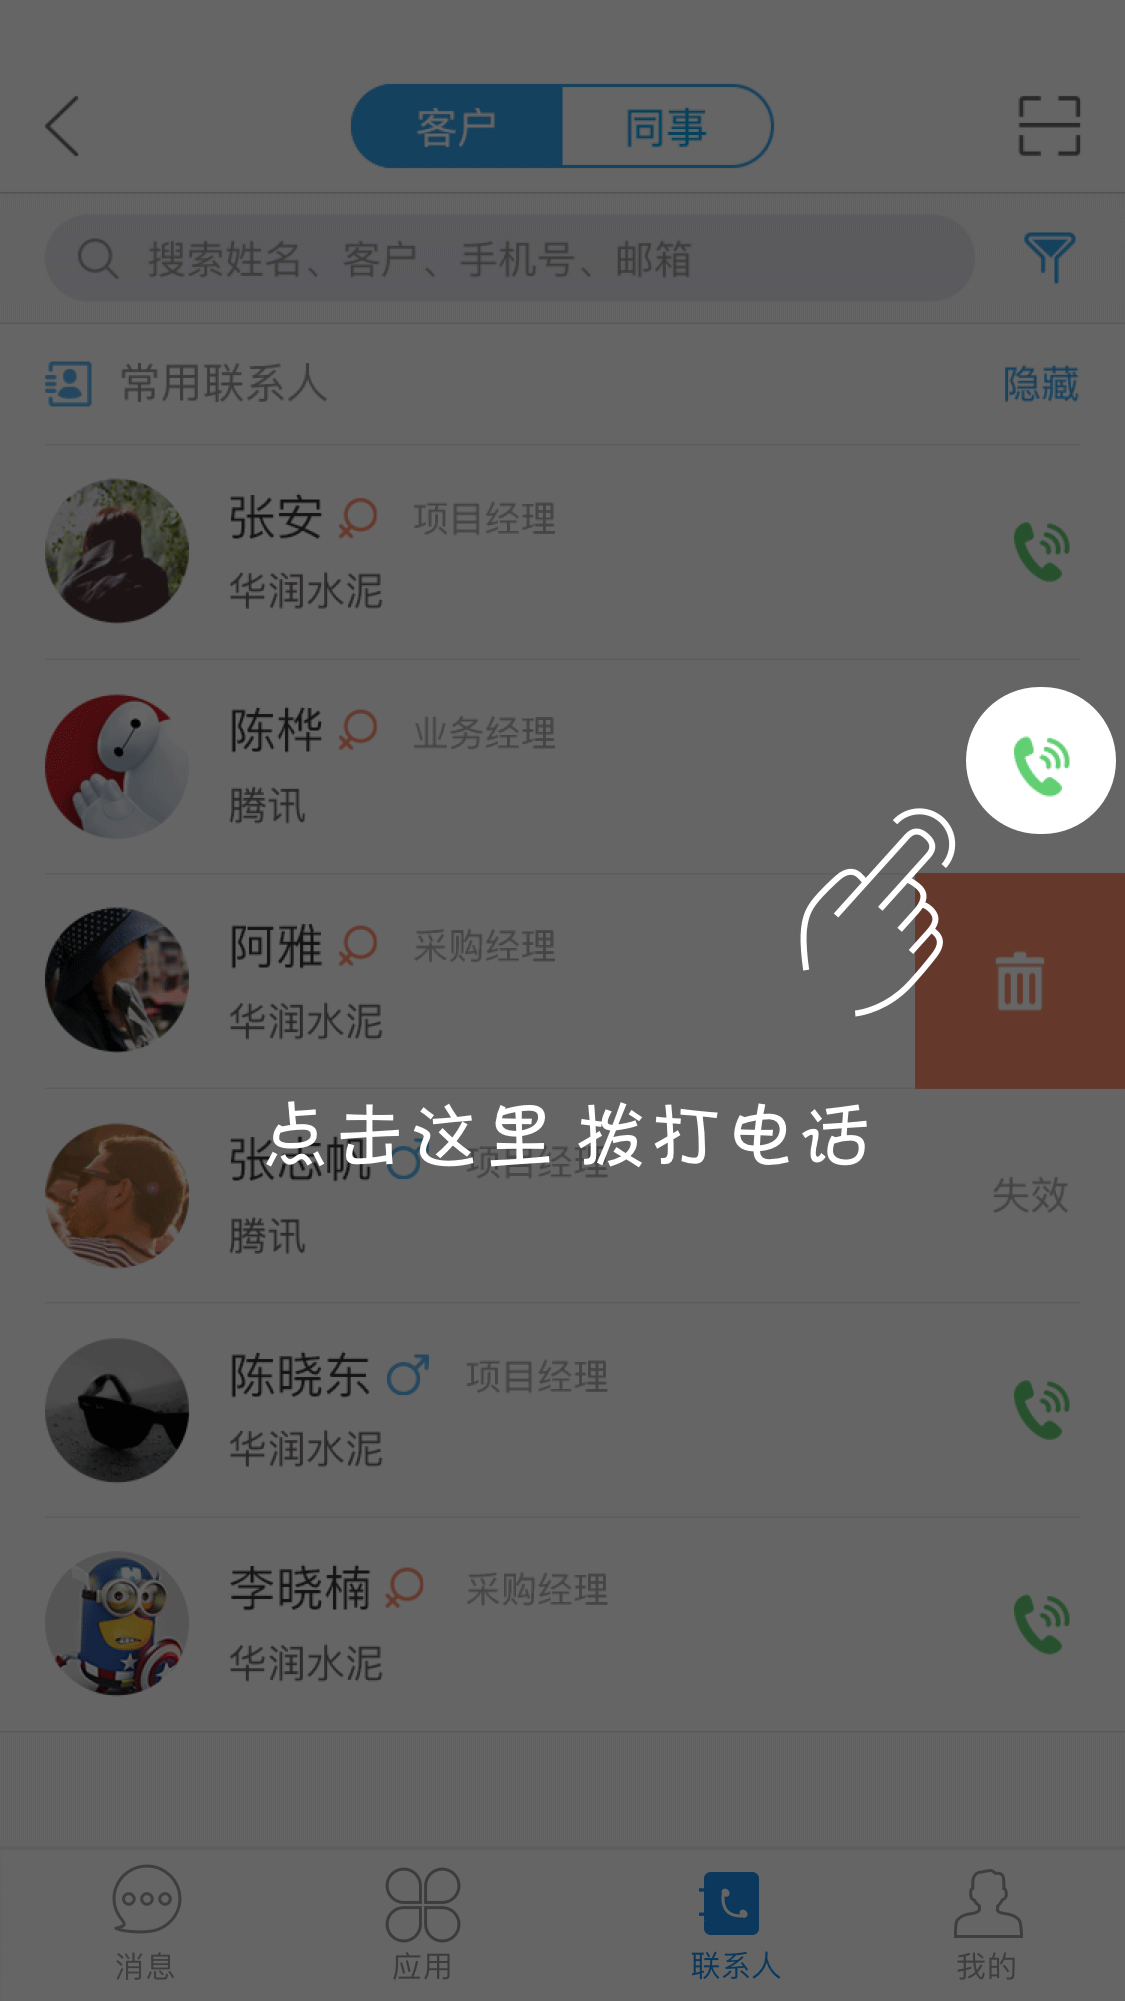 客户 同事
搜索姓名、客户、手机号、邮箱
常用联系人 隐藏
张安 项目经理
华润水泥
陈桦 业务经理
腾讯
阿雅 采购经理
华润水泥
点击这里 拨打电话
张志帆 项目经理
失效
腾讯
陈晓东 项目经理
华润水泥
李晓楠 采购经理
华润水泥
消息 应用 联系人 我的